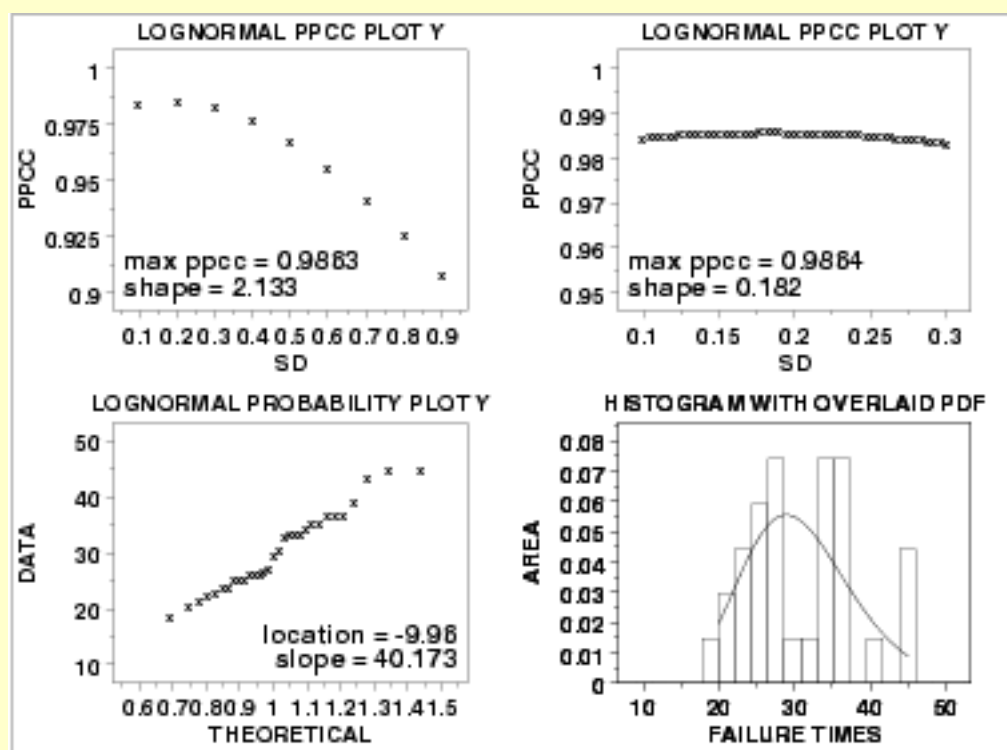 LOGNORMAL PPCC PLOT Y
1
0.975
0.95
0.925
0.9
PPCC
max ppcc = 0.9863
shape = 2.133
0.1 0.2 0.3 0.4 0.5 0.6 0.7 0.8 0.9
SD
LOGNORMAL PPCC PLOT Y
1
0.99
0.98
0.97
0.96
0.95
PPCC
max ppcc = 0.9864
shape = 0.182
0.1 0.15 0.2 0.25 0.3
SD
LOGNORMAL PROBABILITY PLOT Y
50
40
30
20
10
DATA
location = -9.96
slope = 40.173
0.6 0.7 0.8 0.9 1 1.1 1.2 1.3 1.4 1.5
THEORETICAL
HISTOGRAM WITH OVERLAID PDF
0.08
0.07
0.06
0.05
0.04
0.03
0.02
0.01
0
AREA
10 20 30 40 50
FAILURE TIMES